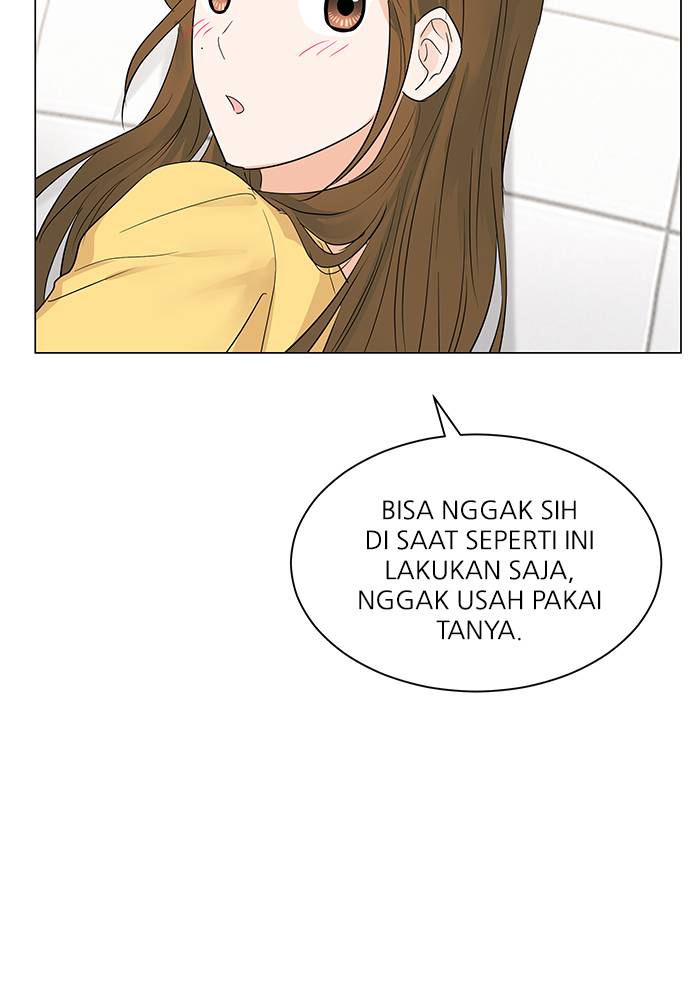 BISA NGGAK SIH
DI SAAT SEPERTI INI
LAKUKAN SAJA,
NGGAK USAH PAKAI
TANYA.